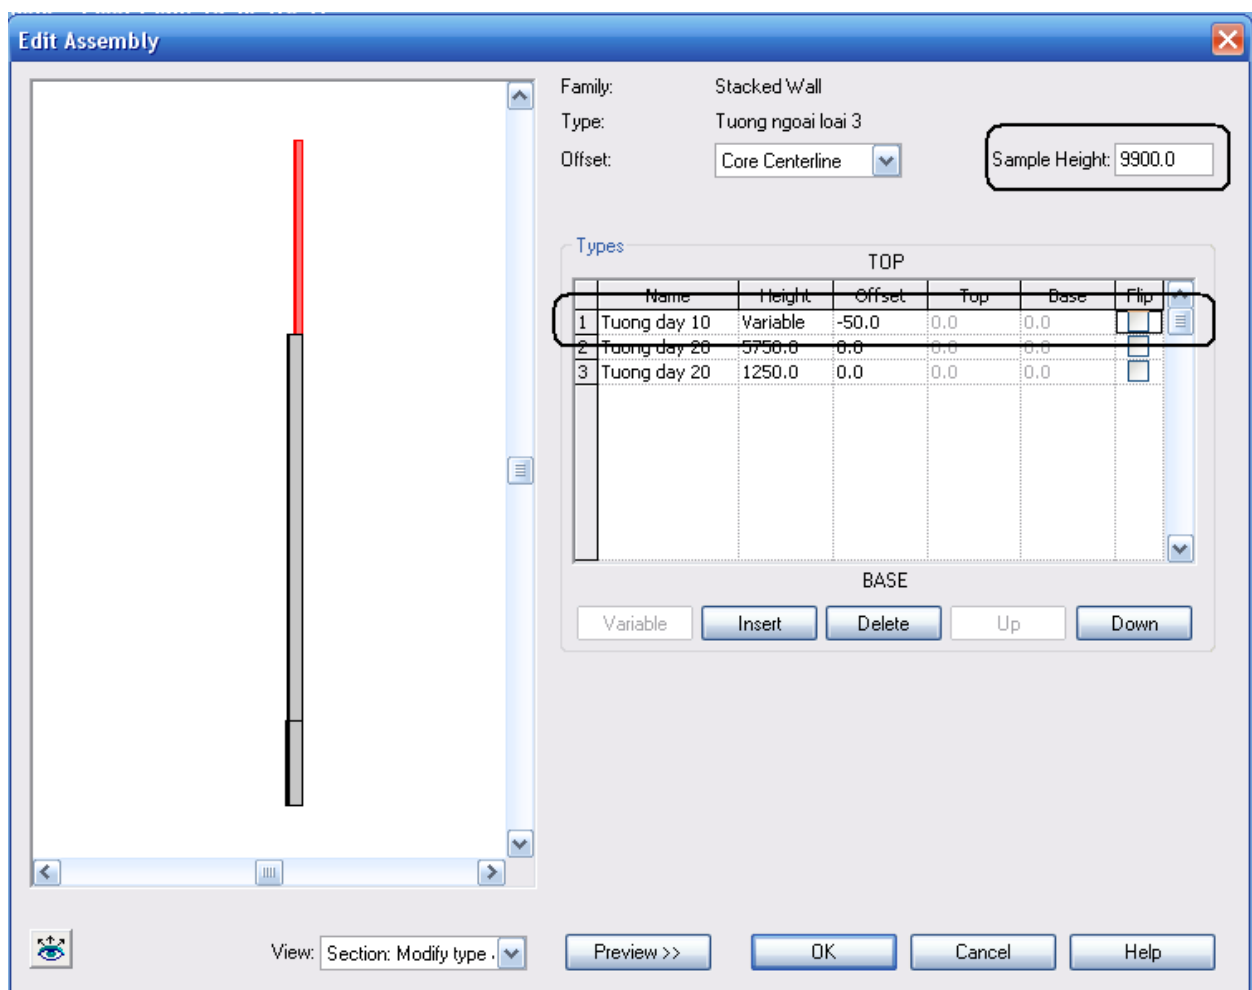 Edit Assembly
Family: Stacked Wall
Type: Tuong ngoai loai 3
Offset: Core Centerline Sample Height: 9900.0
Types
TOP
Name Height Offset Top Base Flip
1 Tuong day 10 Variable -50.0 0.0 0.0
2 Tuong day 20 5750.0 0.0 0.0 0.0
3 Tuong day 20 1250.0 0.0 0.0 0.0
BASE
Variable Insert Delete Up Down
View: Section: Modify type Preview >> OK Cancel Help